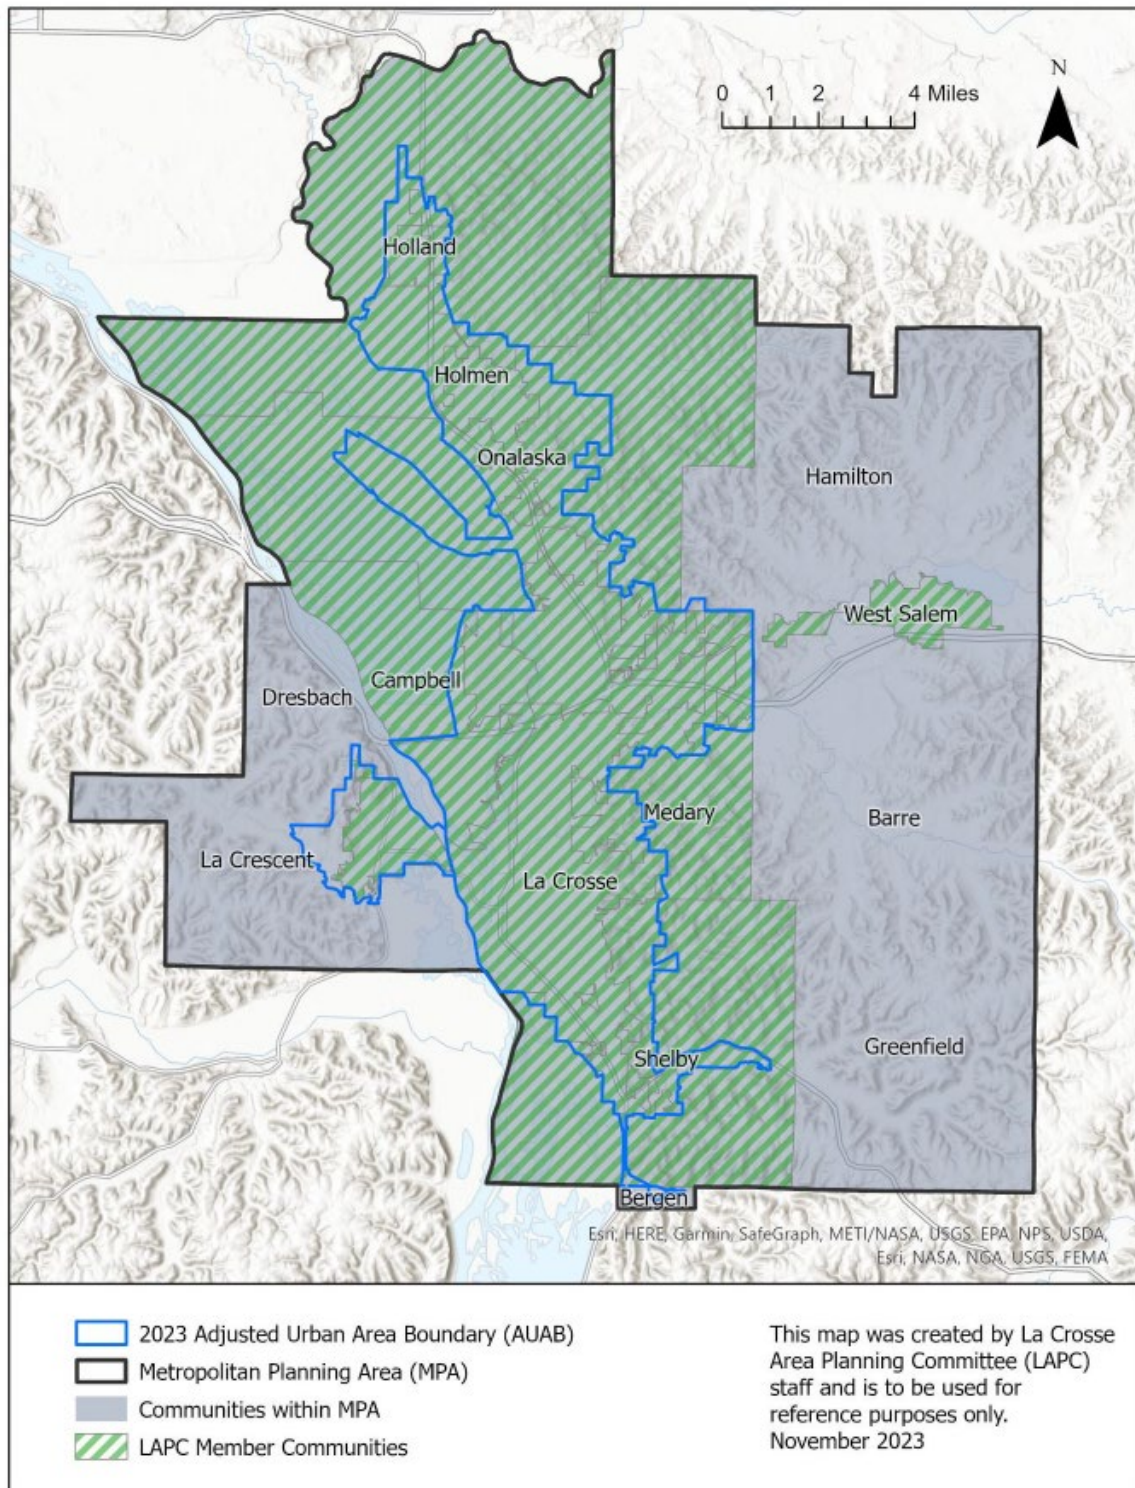 N
0 1 2 4 Miles
Holland
Holmen
Onalaska
Hamilton
West Salem
Campbell
Dresbach
Medary
Barre
La Crescent
La Crosse
Greenfield
Shelby
Bergen
Esri, HERE, Garmin, SafeGraph, METI/NASA, USGS, EPA, NPS, USDA,
Esri, NASA, NGA, USGS, FEMA
2023 Adjusted Urban Area Boundary (AUAB)
Metropolitan Planning Area (MPA)
Communities within MPA
LAPC Member Communities
This map was created by La Crosse
Area Planning Committee (LAPC)
staff and is to be used for
reference purposes only.
November 2023